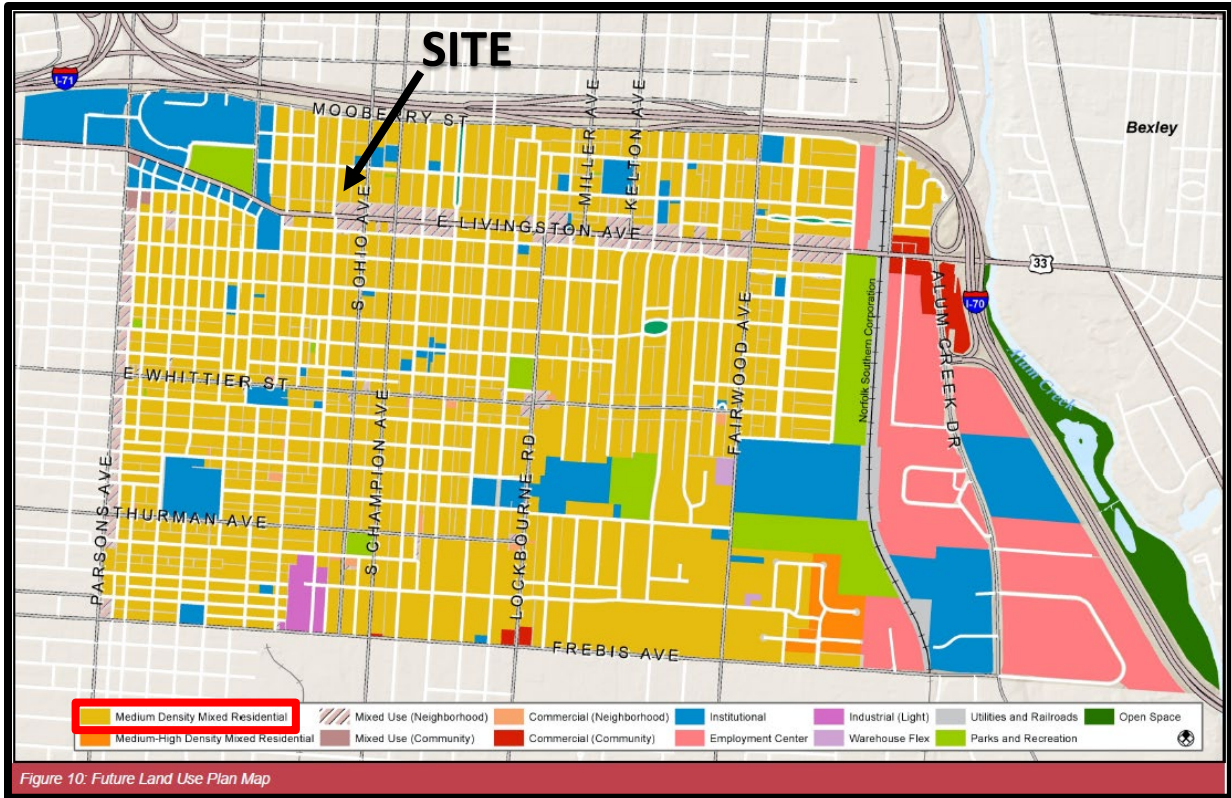 SITE
I-71
MOOBERRY ST
MILLER AVE
KELTON AVE
Bexley
S OHIO AVE
E LIVINGSTON AVE
33
I-70
ALUM CREEK DR
Norfolk Southern Corporation
FAIRWOOD AVE
Alum Creek
E WHITTIER ST
S CHAMPION AVE
LOCKBOURNE RD
PARSONS AVE
THURMAN AVE
FREBIS AVE
Medium Density Mixed Residential
Mixed Use (Neighborhood)
Commercial (Neighborhood)
Institutional
Industrial (Light)
Utilities and Railroads
Open Space
Medium-High Density Mixed Residential
Mixed Use (Community)
Commercial (Community)
Employment Center
Warehouse Flex
Parks and Recreation
Figure 10: Future Land Use Plan Map